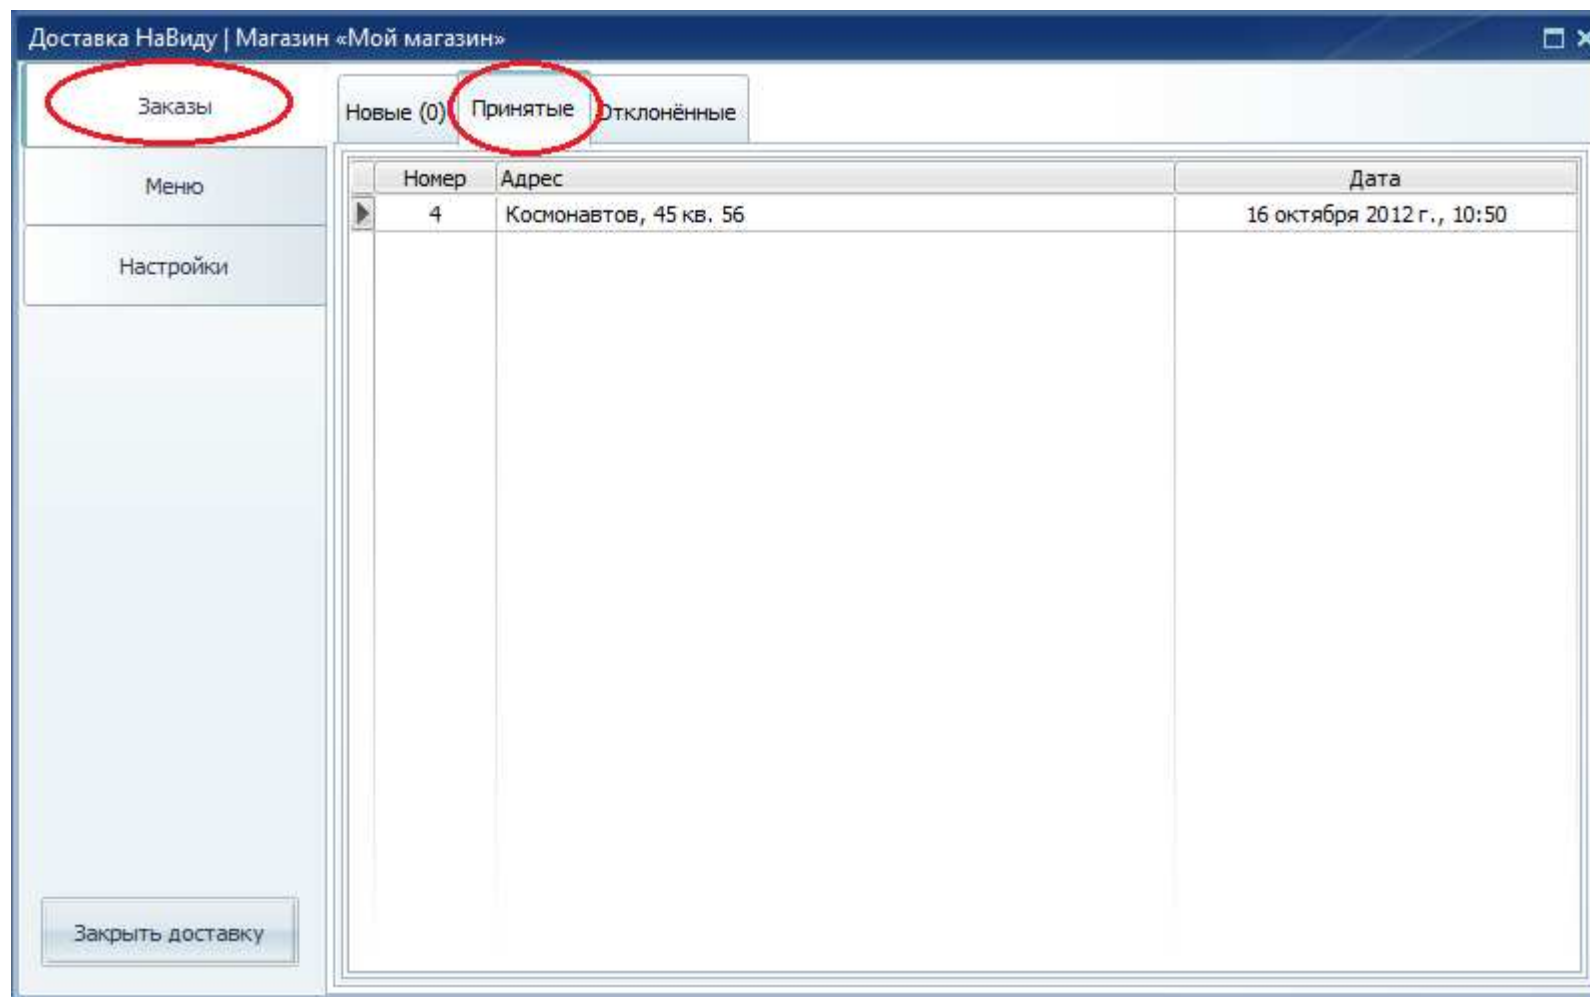 Доставка НаВиду | Магазин «Мой магазин»
Заказы
Новые (0) Принятые Отклонённые
Меню
Номер Адрес Дата
4 Космонавтов, 45 кв. 56 16 октября 2012 г., 10:50
Настройки
Закрыть доставку